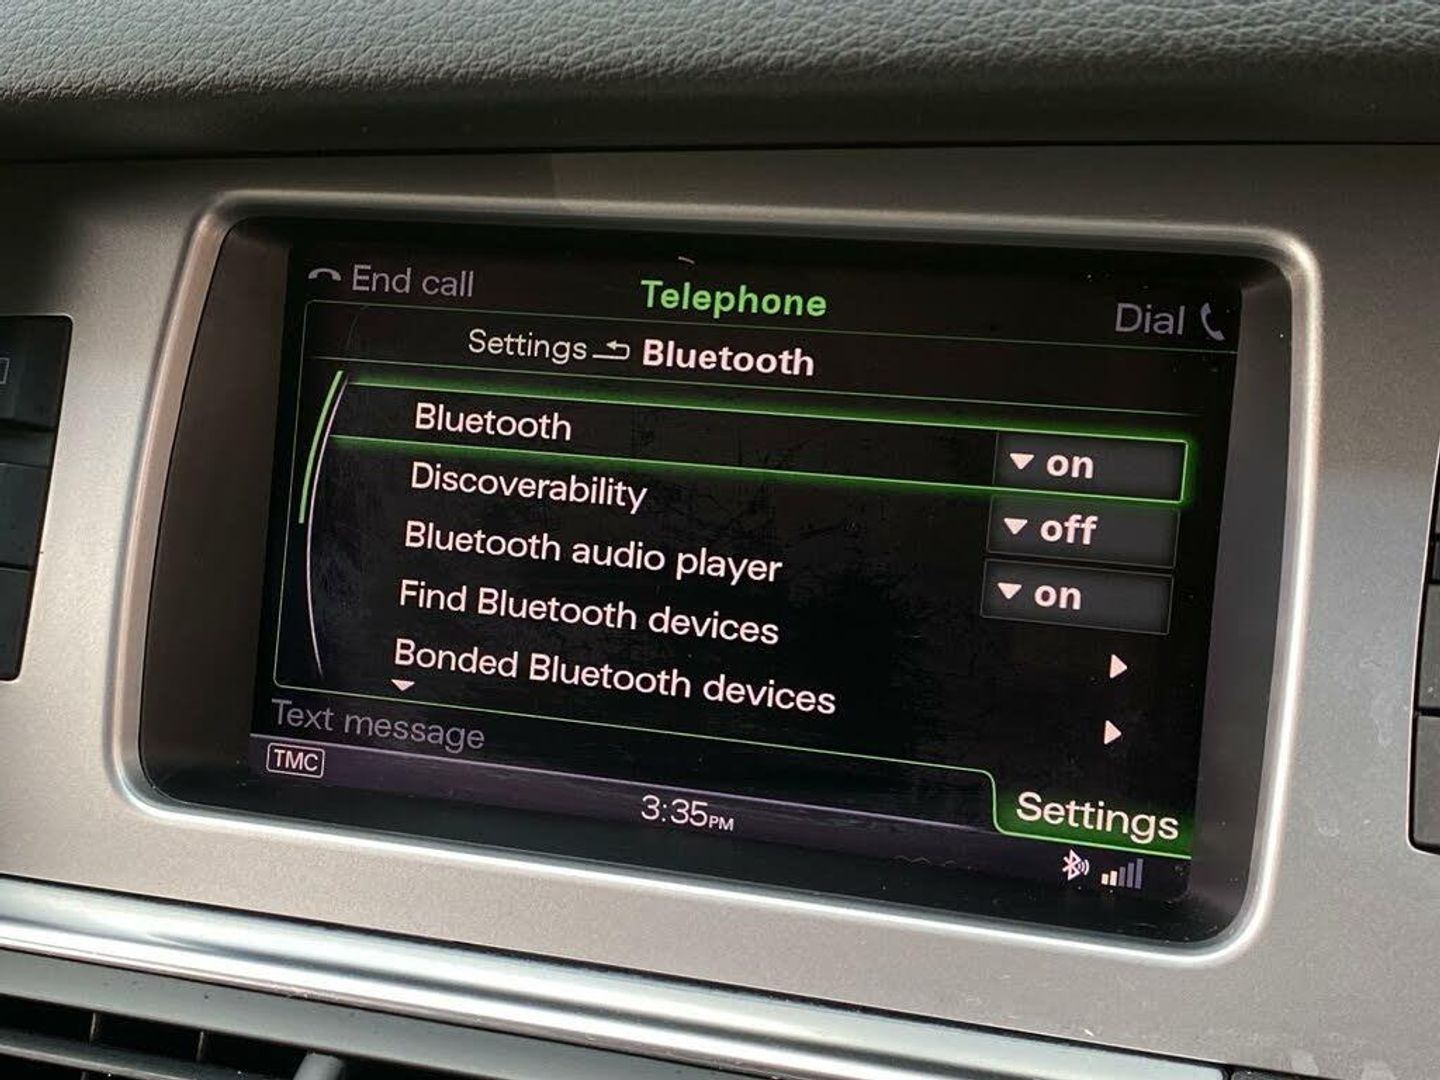 End call
Telephone
Dial
Settings Bluetooth
Bluetooth on
Discoverability off
Bluetooth audio player on
Find Bluetooth devices
Bonded Bluetooth devices
Text message
Settings
TMC
3:35PM